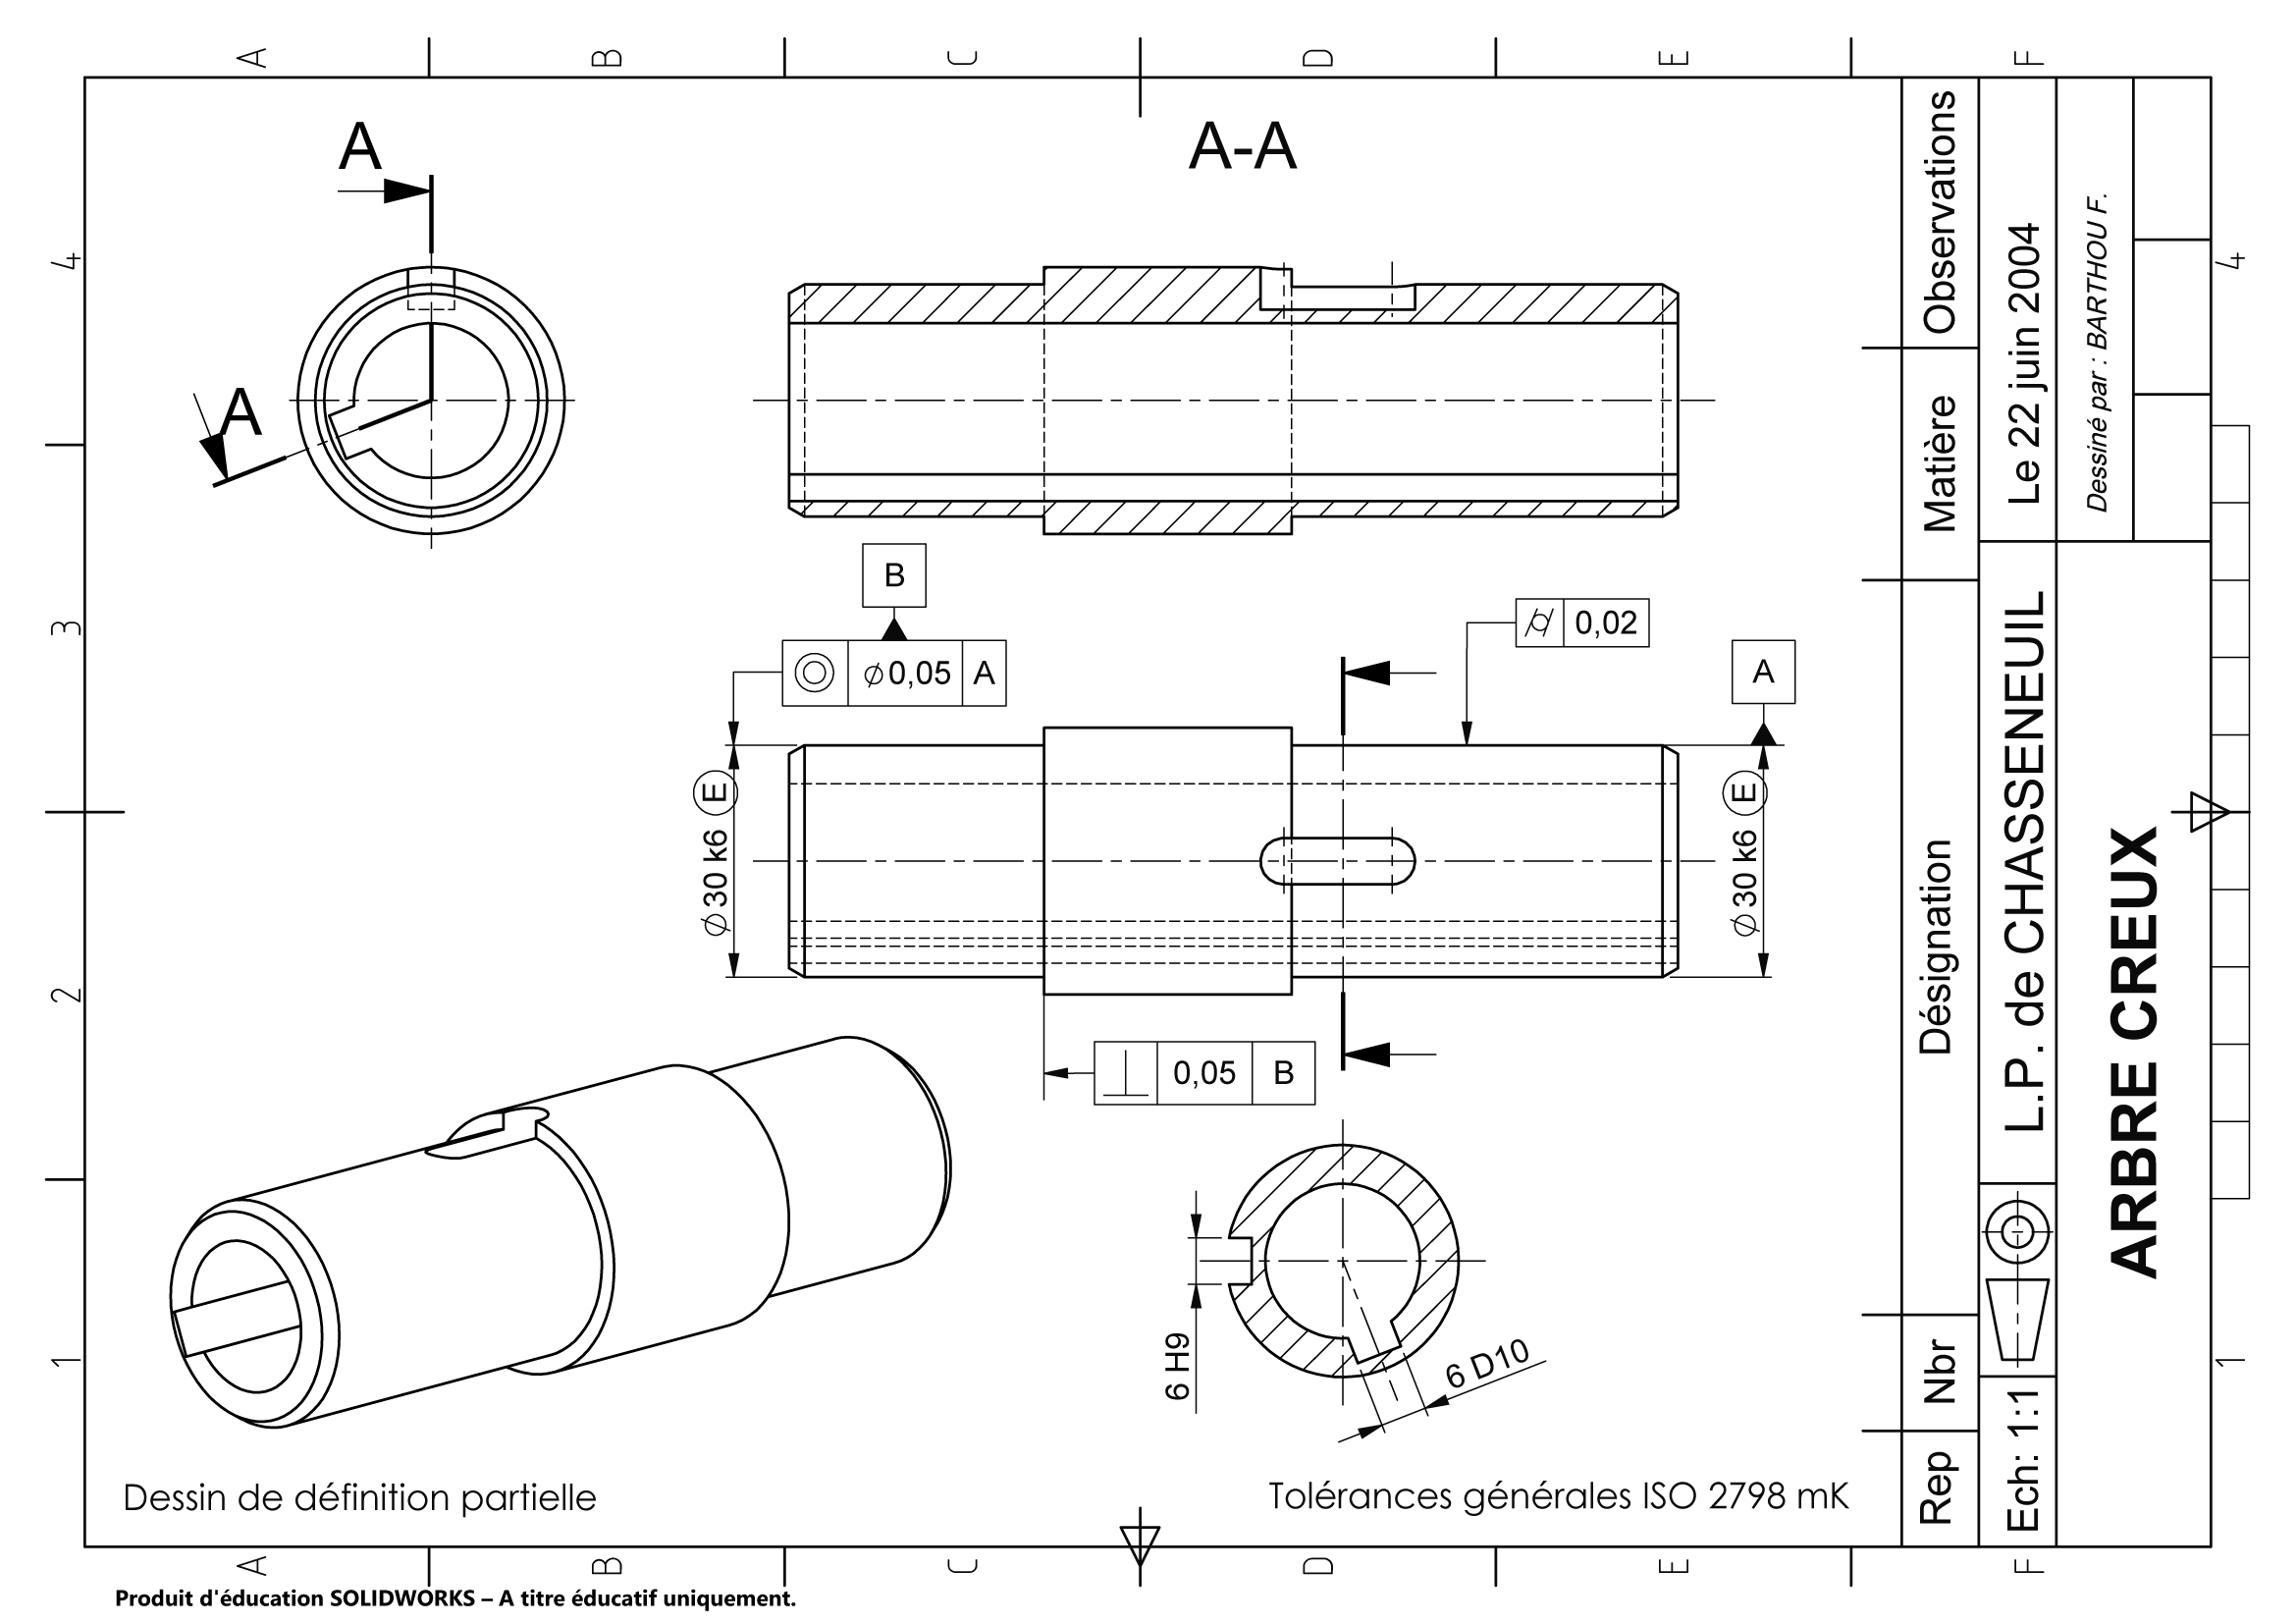 A B C D E F
A
A-A
4
4
A
3
B
0,02
⌀ 0,05 A
A
⌀ 30 k6 E
⌀ 30 k6 E
2
0,05 B
6 H9
6 D10
1
1
Dessin de définition partielle
Tolérances générales ISO 2798 mK
A B C D E F
Produit d'éducation SOLIDWORKS – A titre éducatif uniquement.
Rep Nbr Désignation Matière Observations
Ech: 1:1 L.P. de CHASSENEUIL Le 22 juin 2004
ARBRE CREUX
Dessiné par : BARTHOU F.